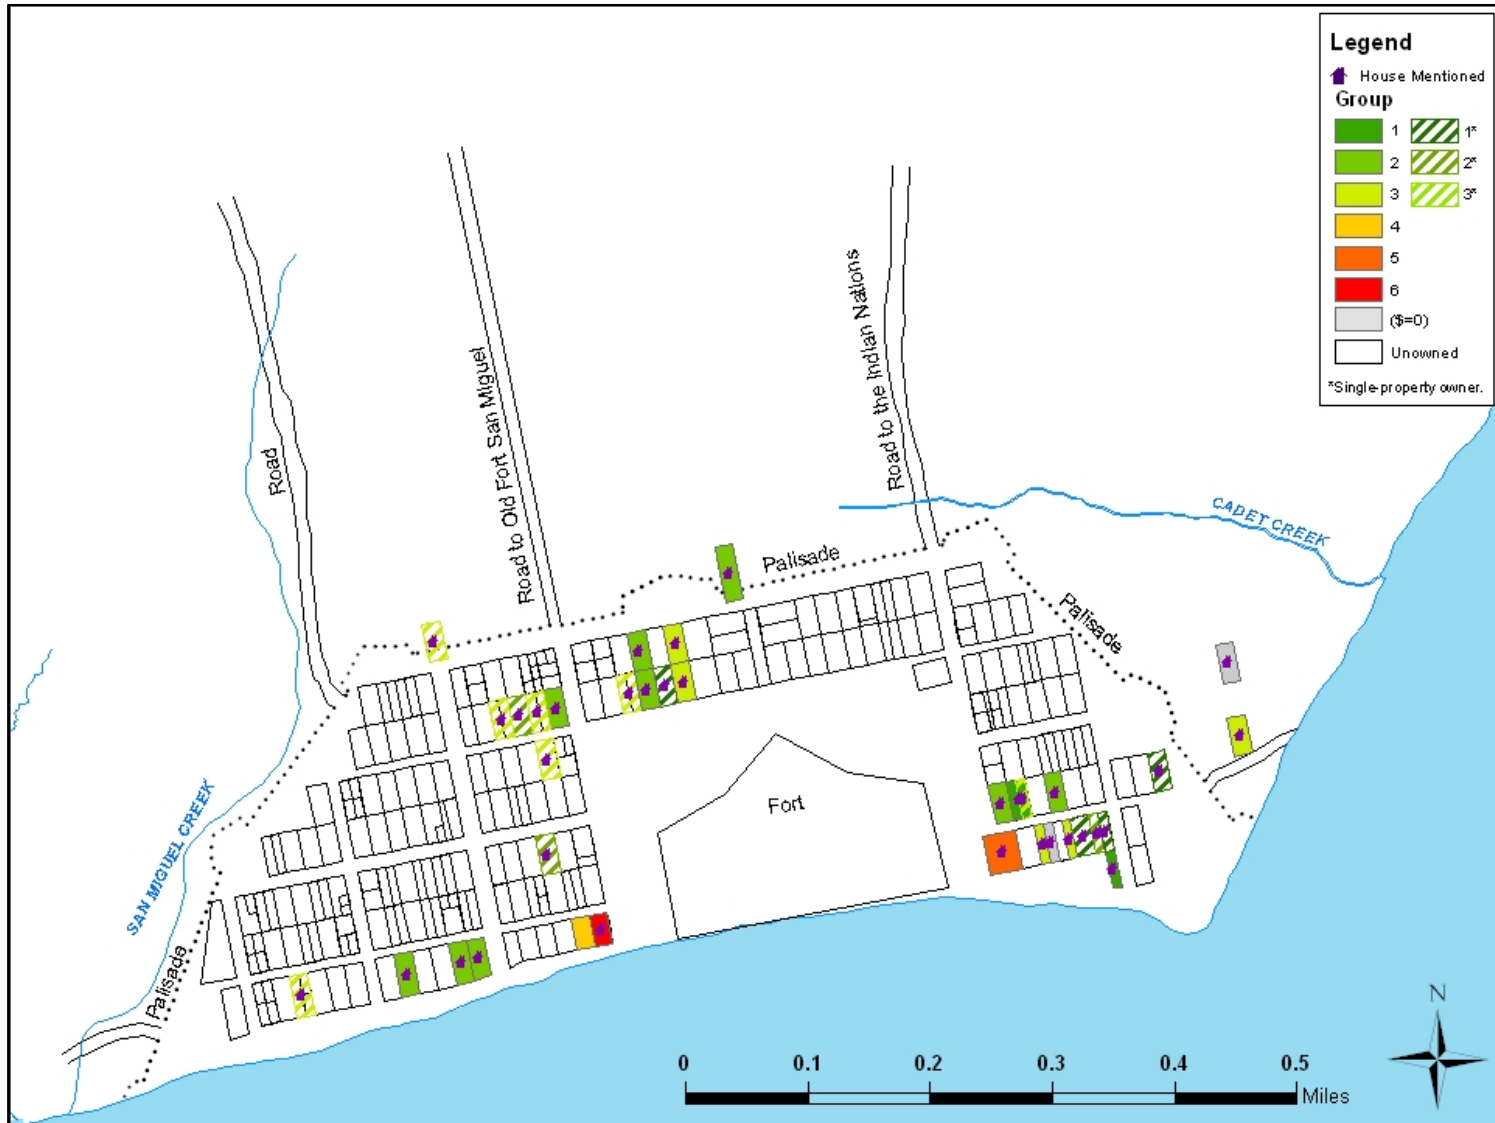 Legend
House Mentioned
Group
1 1*
2 2*
3 3*
4
5
6
($=0)
Unowned
*Single-property owner.
Road
Road to Old Fort San Miguel
Road to the Indian Nations
CADET CREEK
Palisade
Palisade
Fort
SAN MIGUEL CREEK
Palisade
N
0 0.1 0.2 0.3 0.4 0.5
Miles